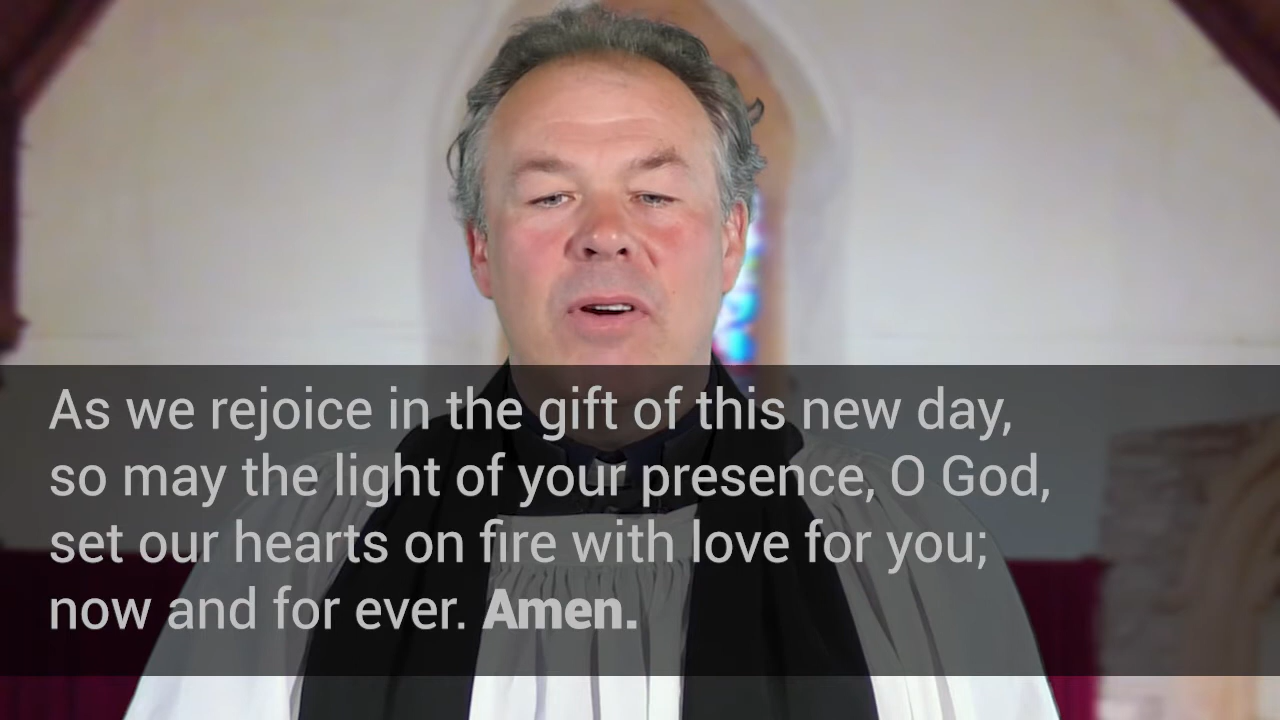 As we rejoice in the gift of this new day,
so may the light of your presence, O God,
set our hearts on fire with love for you;
now and for ever. Amen.